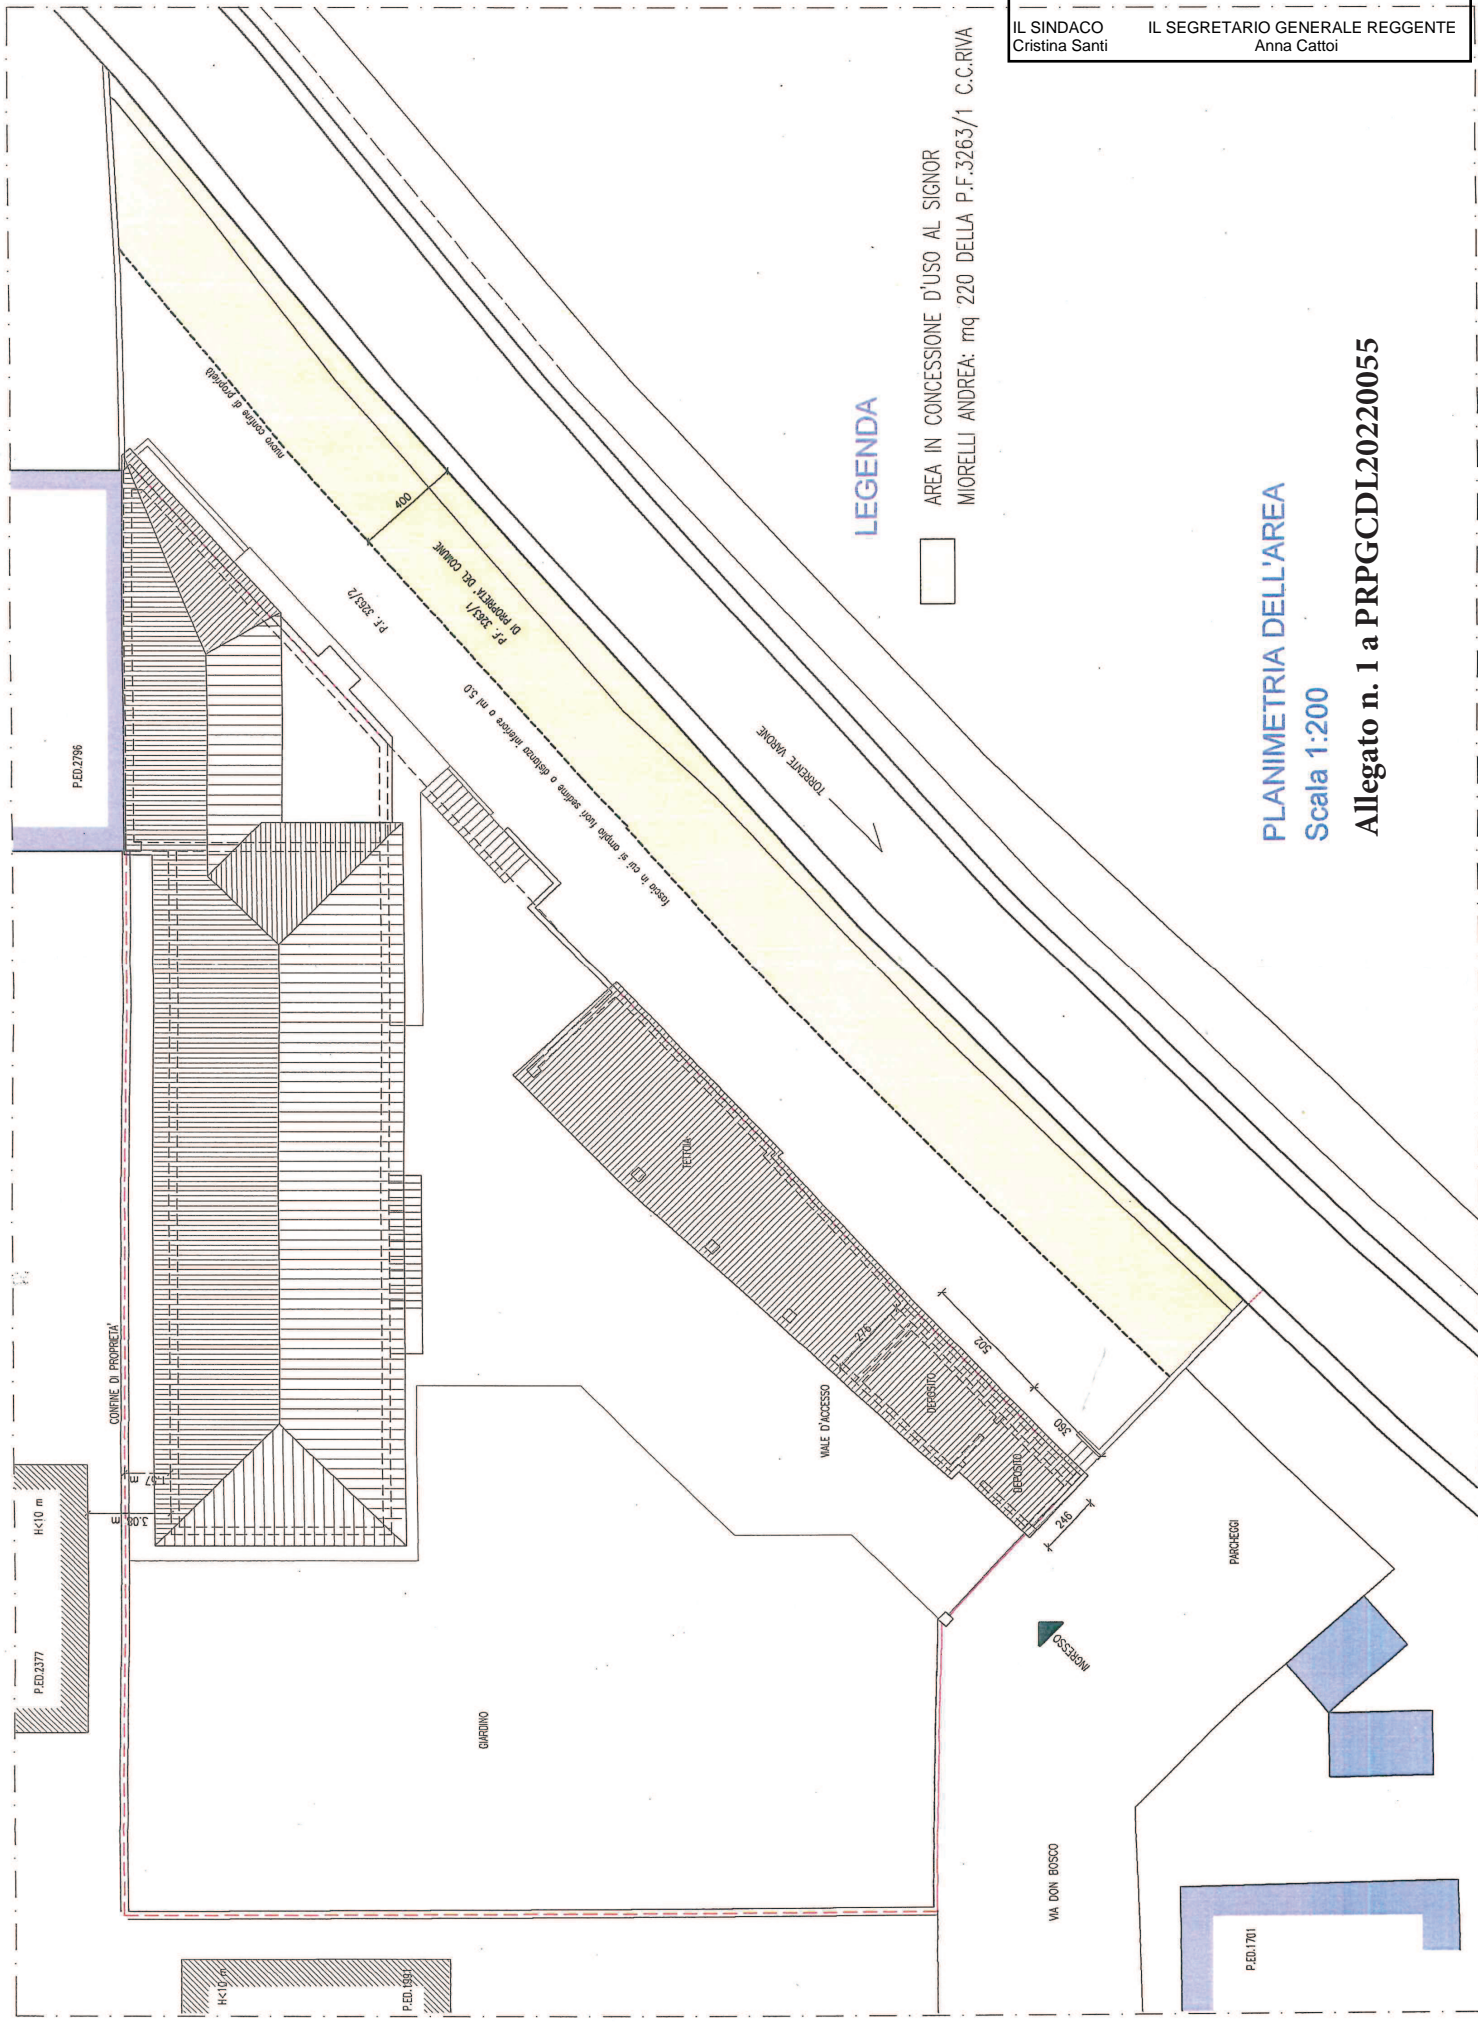 IL SINDACO IL SEGRETARIO GENERALE REGGENTE
Cristina Santi Anna Cattoi
LEGENDA
AREA IN CONCESSIONE D'USO AL SIGNOR
MIORELLI ANDREA: mq 220 DELLA P.F.3263/1 C.C.RIVA
PLANIMETRIA DELL'AREA
Scala 1:200
Allegato n. 1 a PRPGCDL20220055
P.ED.2796
nuovo confine di proprietà
400
P.F. 3263/1
DI PROPRIETA' DEL COMUNE
P.F. 3263/2
fascia in cui si amplia fuori sedime a distanza inferiore a ml 5.0
TORRENTE VARONE
CONFINE DI PROPRIETA'
TETTOIA
276
502
DEPOSITO
360
DEPOSITO
246
VIALE D'ACCESSO
1.57 m
3.08 m
H<10 m
P.ED.2377
GIARDINO
PARCHEGGI
INGRESSO
VIA DON BOSCO
H<10 m
P.ED.1991
P.ED.1701